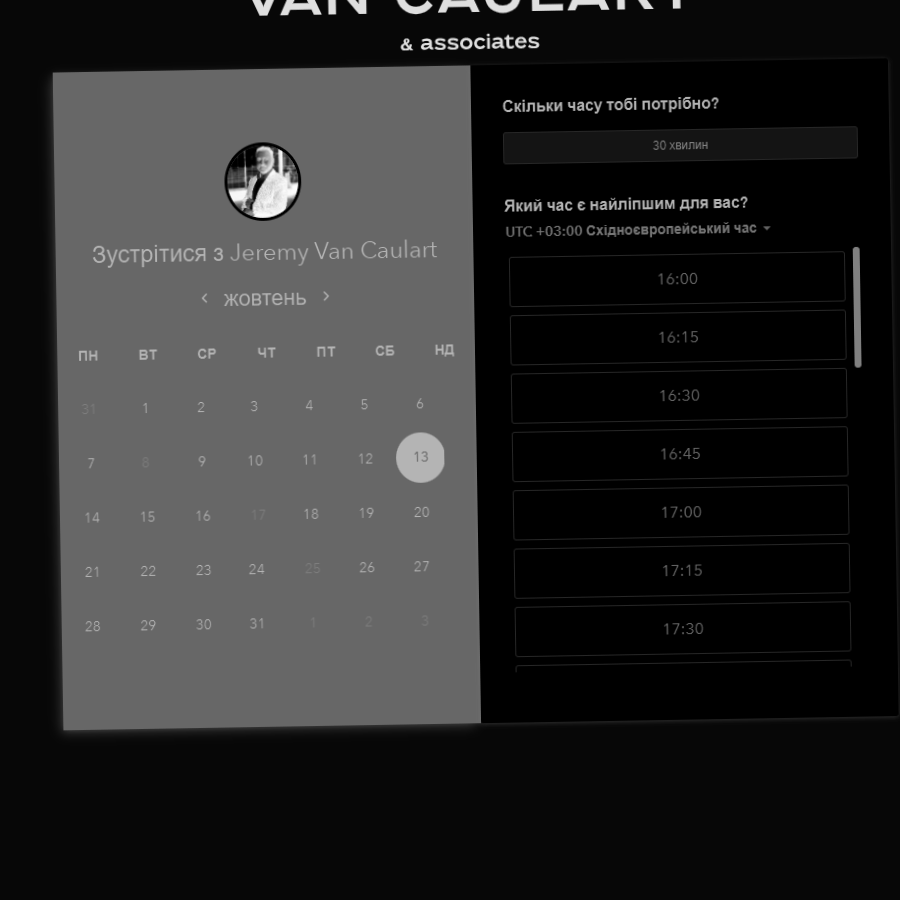 VAN CAULART
& associates
Зустрітися з Jeremy Van Caulart
жовтень
ПН ВТ СР ЧТ ПТ СБ НД
31 1 2 3 4 5 6
7 8 9 10 11 12 13
14 15 16 17 18 19 20
21 22 23 24 25 26 27
28 29 30 31 1 2 3
Скільки часу тобі потрібно?
30 хвилин
Який час є найліпшим для вас?
UTC +03:00 Східноєвропейський час
16:00
16:15
16:30
16:45
17:00
17:15
17:30